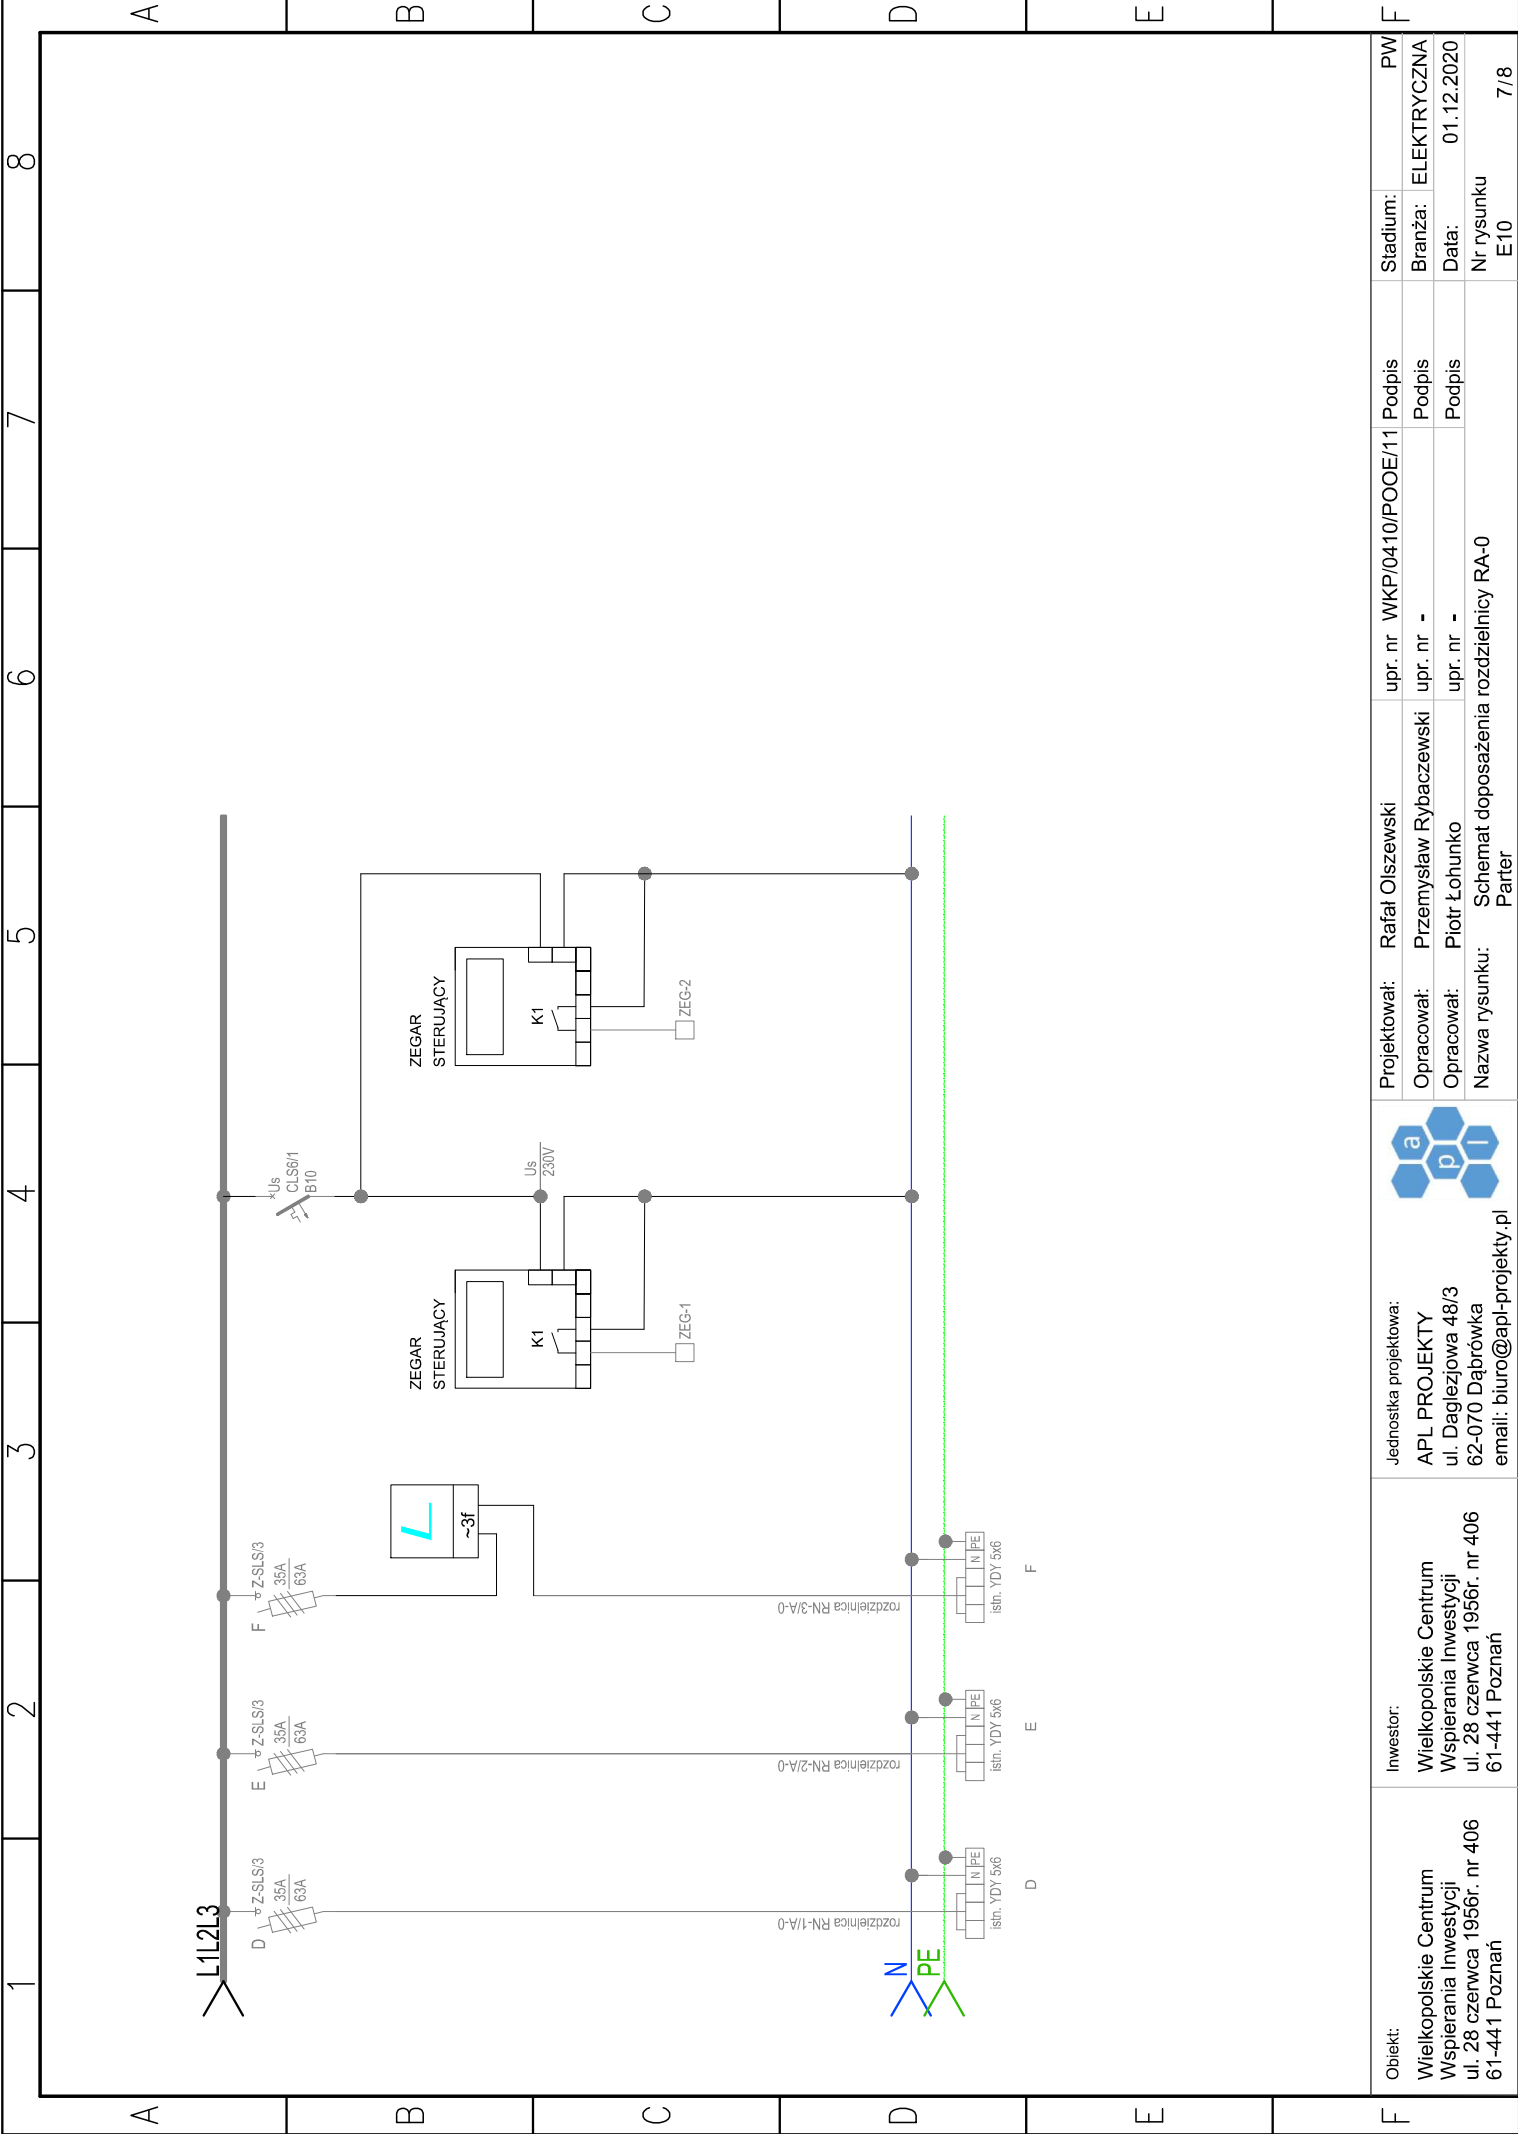 1 2 3 4 5 6 7 8
A A
B B
C C
D D
E E
F F
L1L2L3
D
Z-SLS/3
35A
63A
E
Z-SLS/3
35A
63A
F
Z-SLS/3
35A
63A
~3f
ZEGAR
STERUJĄCY
K1
ZEG-1
×Us
CLS6/1
B10
Us
230V
ZEGAR
STERUJĄCY
K1
ZEG-2
rozdzielnica RN-1/A-0
rozdzielnica RN-2/A-0
rozdzielnica RN-3/A-0
N
PE
N PE
istn. YDY 5x6
D
N PE
istn. YDY 5x6
E
N PE
istn. YDY 5x6
F
Obiekt:
Wielkopolskie Centrum
Wspierania Inwestycji
ul. 28 czerwca 1956r. nr 406
61-441 Poznań
Inwestor:
Wielkopolskie Centrum
Wspierania Inwestycji
ul. 28 czerwca 1956r. nr 406
61-441 Poznań
Jednostka projektowa:
APL PROJEKTY
ul. Daglezjowa 48/3
62-070 Dąbrówka
email: biuro@apl-projekty.pl
a
p
l
Projektował: Rafał Olszewski upr. nr WKP/0410/POOE/11 Podpis Stadium: PW
Opracował: Przemysław Rybaczewski upr. nr - Podpis Branża: ELEKTRYCZNA
Opracował: Piotr Łohunko upr. nr - Podpis Data: 01.12.2020
Nazwa rysunku: Schemat doposażenia rozdzielnicy RA-0 Nr rysunku
Parter E10 7/8